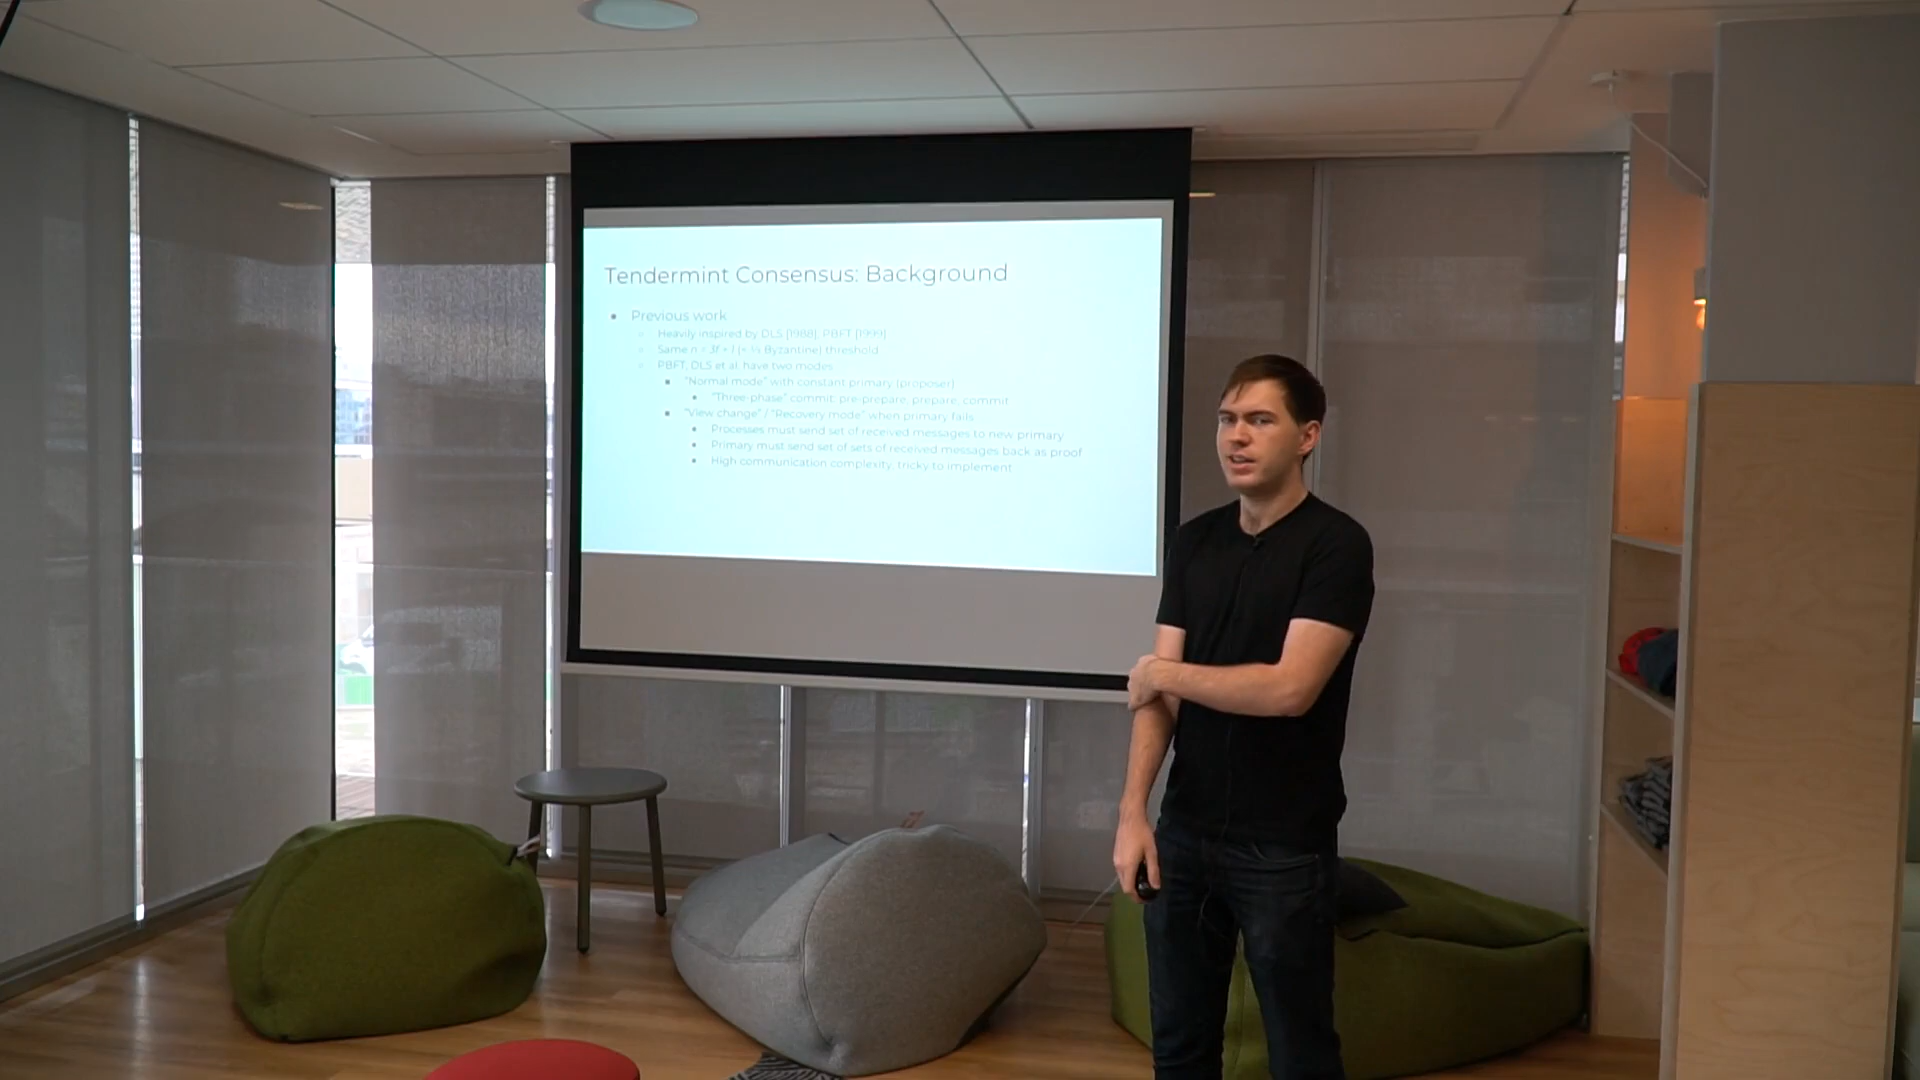 Tendermint Consensus: Background
Previous work
Heavily inspired by DLS [1988], PBFT [1999]
Same n = 3f + 1 (< ⅓ Byzantine) threshold
PBFT, DLS et al. have two modes
"Normal mode" with constant primary (proposer)
"Three-phase" commit: pre-prepare, prepare, commit
"View change" / "Recovery mode" when primary fails
Processes must send set of received messages to new primary
Primary must send set of sets of received messages back as proof
High communication complexity, tricky to implement